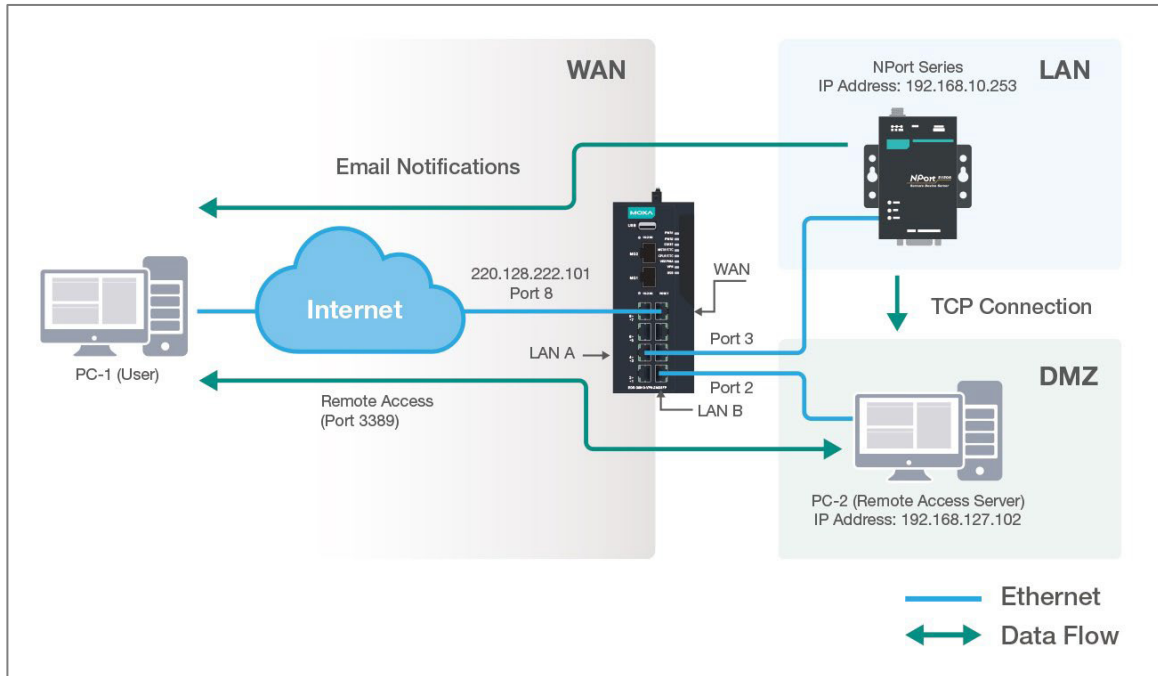 WAN
LAN
NPort Series
IP Address: 192.168.10.253
Email Notifications
NPort
MOXA
USB
220.128.222.101
Port 8
WAN
Internet
TCP Connection
Port 3
LAN A
PC-1 (User)
DMZ
Port 2
Remote Access
(Port 3389)
LAN B
PC-2 (Remote Access Server)
IP Address: 192.168.127.102
Ethernet
Data Flow